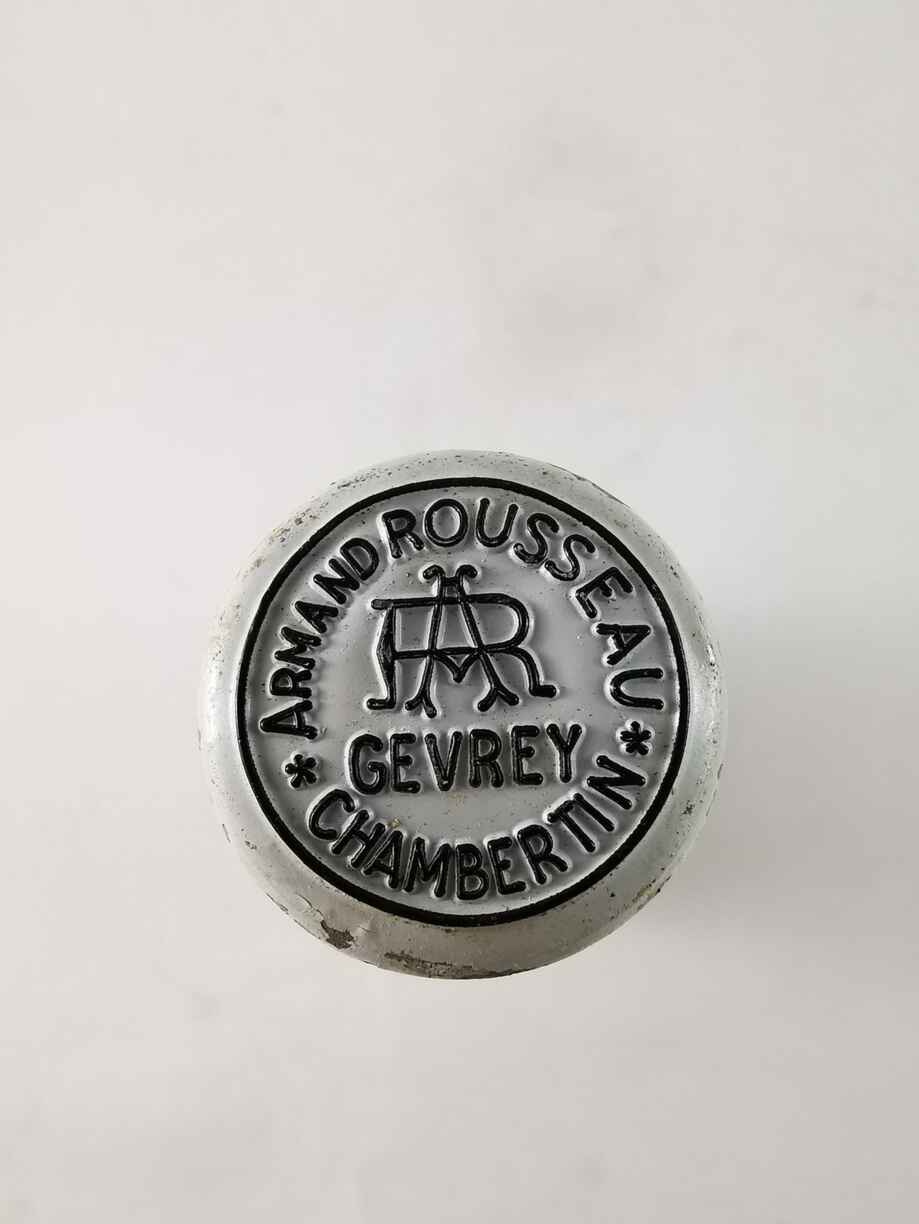 ARMAND ROUSSEAU
AR
GEVREY
* CHAMBERTIN *